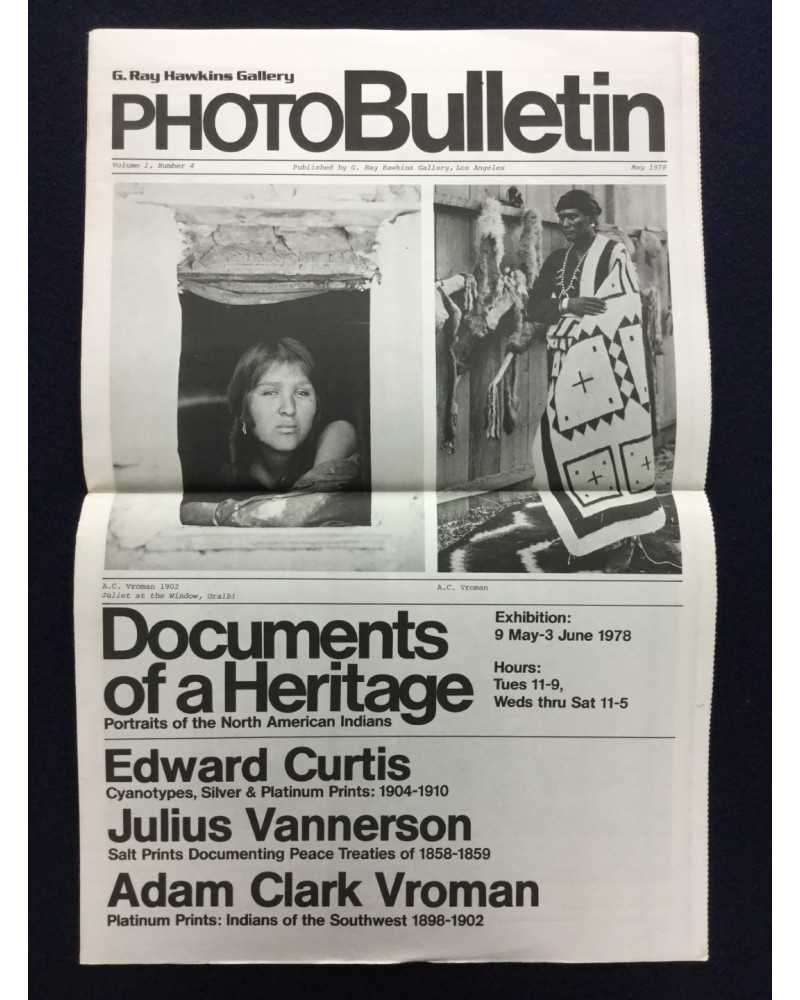 G. Ray Hawkins Gallery
PHOTOBulletin
Volume 1, Number 4 Published by G. Ray Hawkins Gallery, Los Angeles May 1978
A.C. Vroman 1902
Juliet at the Window, Oraibi
A.C. Vroman
Documents
of a Heritage
Portraits of the North American Indians
Exhibition:
9 May-3 June 1978
Hours:
Tues 11-9,
Weds thru Sat 11-5
Edward Curtis
Cyanotypes, Silver & Platinum Prints: 1904-1910
Julius Vannerson
Salt Prints Documenting Peace Treaties of 1858-1859
Adam Clark Vroman
Platinum Prints: Indians of the Southwest 1898-1902